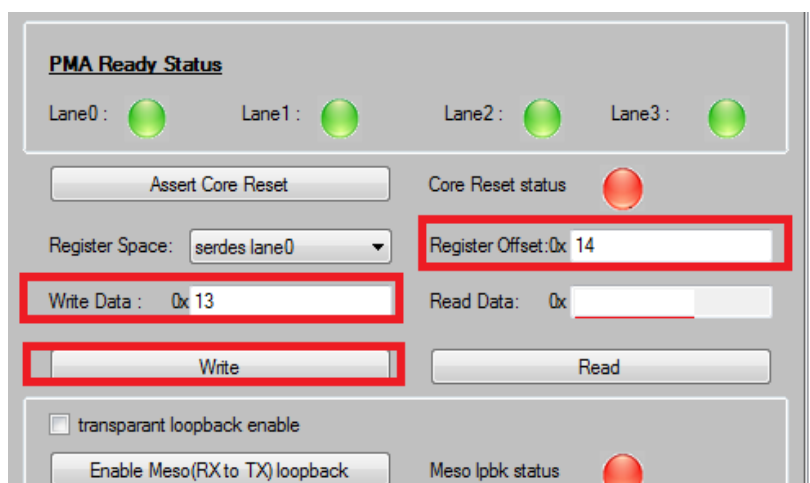 PMA Ready Status
Lane0 : Lane1 : Lane2 : Lane3 :
Assert Core Reset Core Reset status
Register Space: serdes lane0 Register Offset:0x 14
Write Data : 0x 13 Read Data: 0x
Write Read
transparant loopback enable
Enable Meso(RX to TX) loopback Meso lpbk status